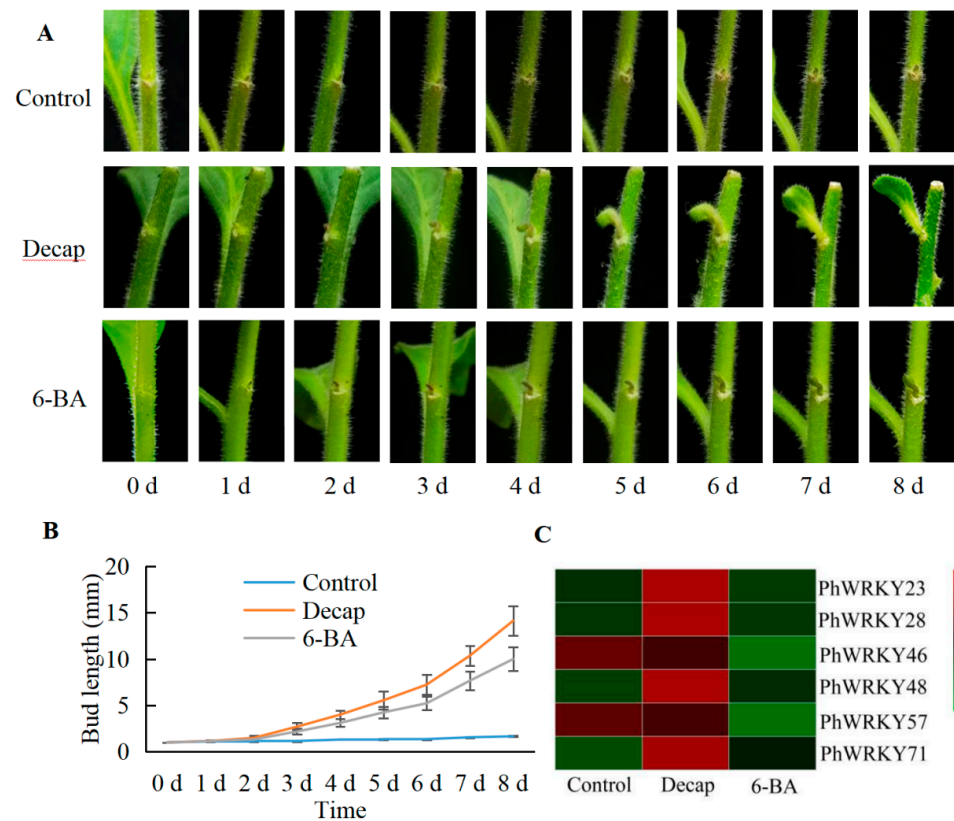 A
Control
Decap
6-BA
0 d 1 d 2 d 3 d 4 d 5 d 6 d 7 d 8 d
B
20
15
10
5
0
Bud length (mm)
Control
Decap
6-BA
0 d 1 d 2 d 3 d 4 d 5 d 6 d 7 d 8 d
Time
C
PhWRKY23
PhWRKY28
PhWRKY46
PhWRKY48
PhWRKY57
PhWRKY71
Control Decap 6-BA